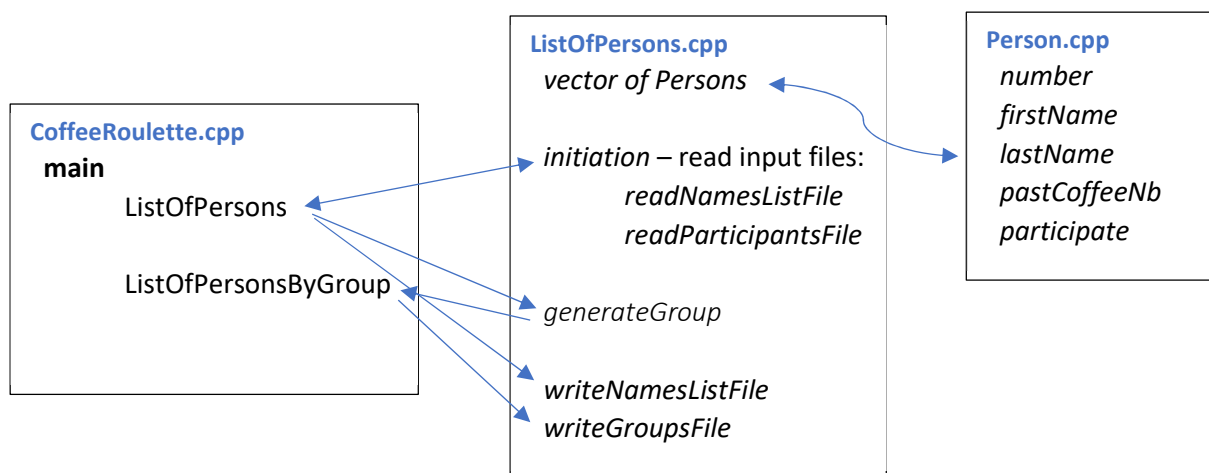 CoffeeRoulette.cpp
main
ListOfPersons
ListOfPersonsByGroup
ListOfPersons.cpp
vector of Persons
initiation – read input files:
readNamesListFile
readParticipantsFile
generateGroup
writeNamesListFile
writeGroupsFile
Person.cpp
number
firstName
lastName
pastCoffeeNb
participate